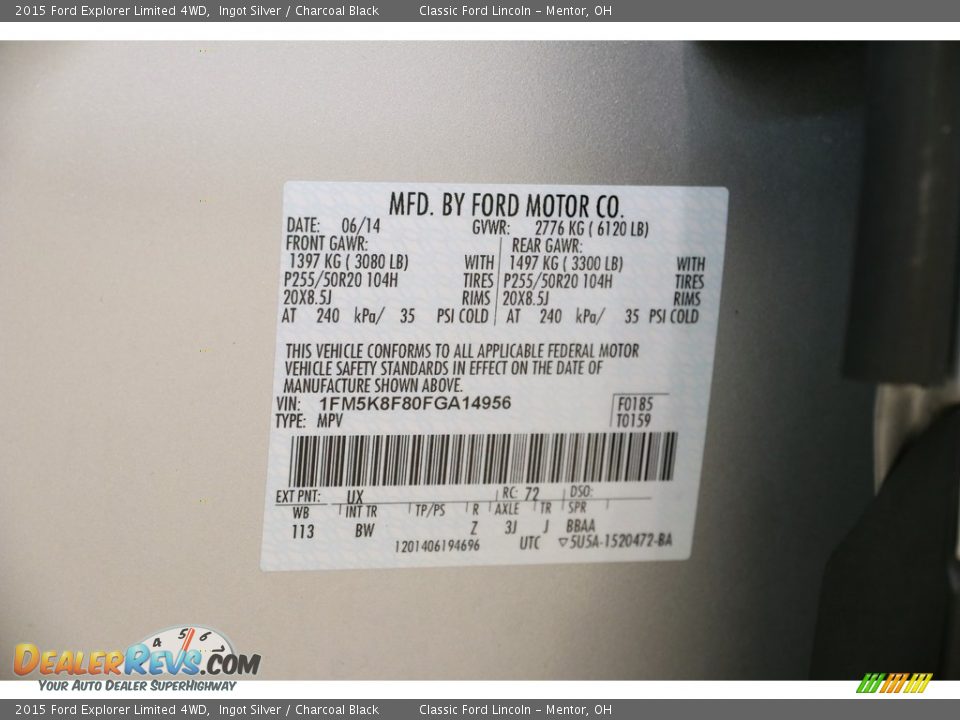 2015 Ford Explorer Limited 4WD, Ingot Silver / Charcoal Black Classic Ford Lincoln - Mentor, OH
MFD. BY FORD MOTOR CO.
DATE: 06/14 GVWR: 2776 KG ( 6120 LB)
FRONT GAWR: REAR GAWR:
1397 KG ( 3080 LB) WITH 1497 KG ( 3300 LB) WITH
P255/50R20 104H TIRES P255/50R20 104H TIRES
20X8.5J RIMS 20X8.5J RIMS
AT 240 kPa/ 35 PSI COLD AT 240 kPa/ 35 PSI COLD
THIS VEHICLE CONFORMS TO ALL APPLICABLE FEDERAL MOTOR
VEHICLE SAFETY STANDARDS IN EFFECT ON THE DATE OF
MANUFACTURE SHOWN ABOVE.
VIN: 1FM5K8F80FGA14956 F0185
TYPE: MPV T0159
EXT PNT: UX RC: 72 DSO:
WB INT TR TP/PS R AXLE TR SPR
113 BW Z 3J J BBAA
1201406194696 UTC ▽5U5A-1520472-BA
4 5 6
DEALERREVS.COM
YOUR AUTO DEALER SUPERHIGHWAY
2015 Ford Explorer Limited 4WD, Ingot Silver / Charcoal Black Classic Ford Lincoln - Mentor, OH